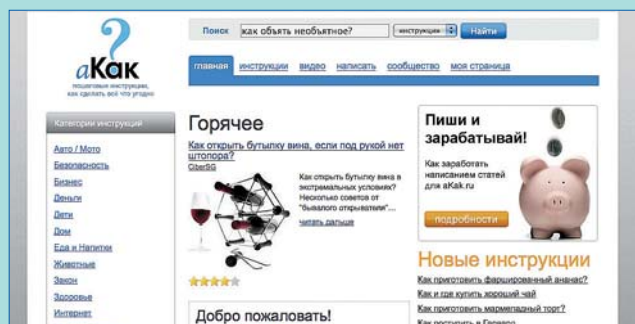 Поиск как объять необъятное? инструкции Найти
аКак
пошаговые инструкции,
как сделать всё что угодно
главная инструкции видео написать сообщество моя страница
Категории инструкций
Авто / Мото
Безопасность
Бизнес
Деньги
Дети
Дом
Еда и Напитки
Животные
Закон
Здоровье
Интернет
Горячее
Как открыть бутылку вина, если под рукой нет
штопора?
CiberSG
Как открыть бутылку вина в
экстремальных условиях?
Несколько советов от
"бывалого открывателя"...
читать дальше
Добро пожаловать!
Пиши и
зарабатывай!
Как заработать
написанием статей
для aKak.ru
подробности
Новые инструкции
Как приготовить фаршированный ананас?
Как и где купить хороший чай
Как приготовить мармеладный торт?
Как поступить в Гарвард